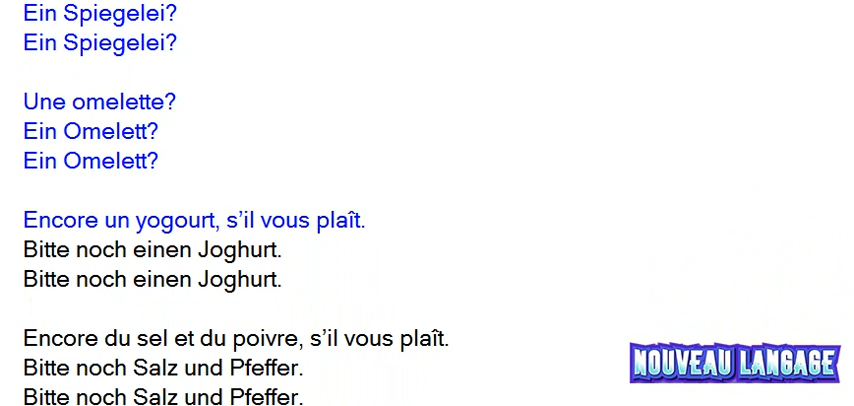 Ein Spiegelei?
Ein Spiegelei?
Une omelette?
Ein Omelett?
Ein Omelett?
Encore un yogourt, s’il vous plaît.
Bitte noch einen Joghurt.
Bitte noch einen Joghurt.
Encore du sel et du poivre, s’il vous plaît.
Bitte noch Salz und Pfeffer.
Bitte noch Salz und Pfeffer.
NOUVEAU LANGAGE